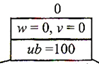 0
w = 0, v = 0
ub =100